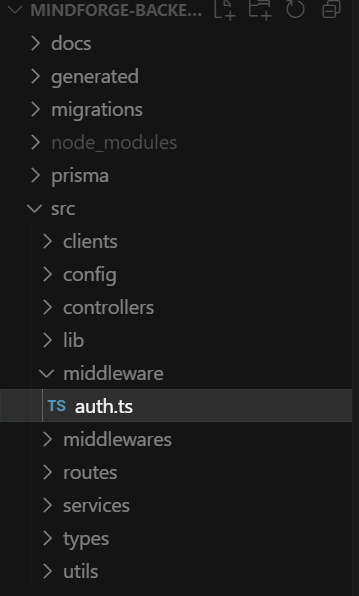 MINDFORGE-BACKE...
docs
generated
migrations
node_modules
prisma
src
clients
config
controllers
lib
middleware
TS auth.ts
middlewares
routes
services
types
utils